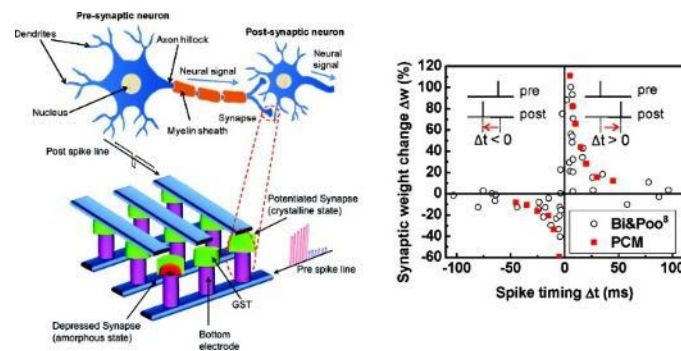 Pre-synaptic neuron
Post-synaptic neuron
Dendrites
Axon hillock
Neural signal
Neural signal
Nucleus
Myelin sheath
Synapse
Post spike line
Potentiated Synapse
(crystalline state)
Pre spike line
GST
Depressed Synapse
(amorphous state)
Bottom
electrode
Synaptic weight change Δw (%)
120
100
80
60
40
20
0
-20
-40
-60
pre
post
Δt < 0
pre
post
Δt > 0
Bi&Poo⁸
PCM
-100 -50 0 50 100
Spike timing Δt (ms)